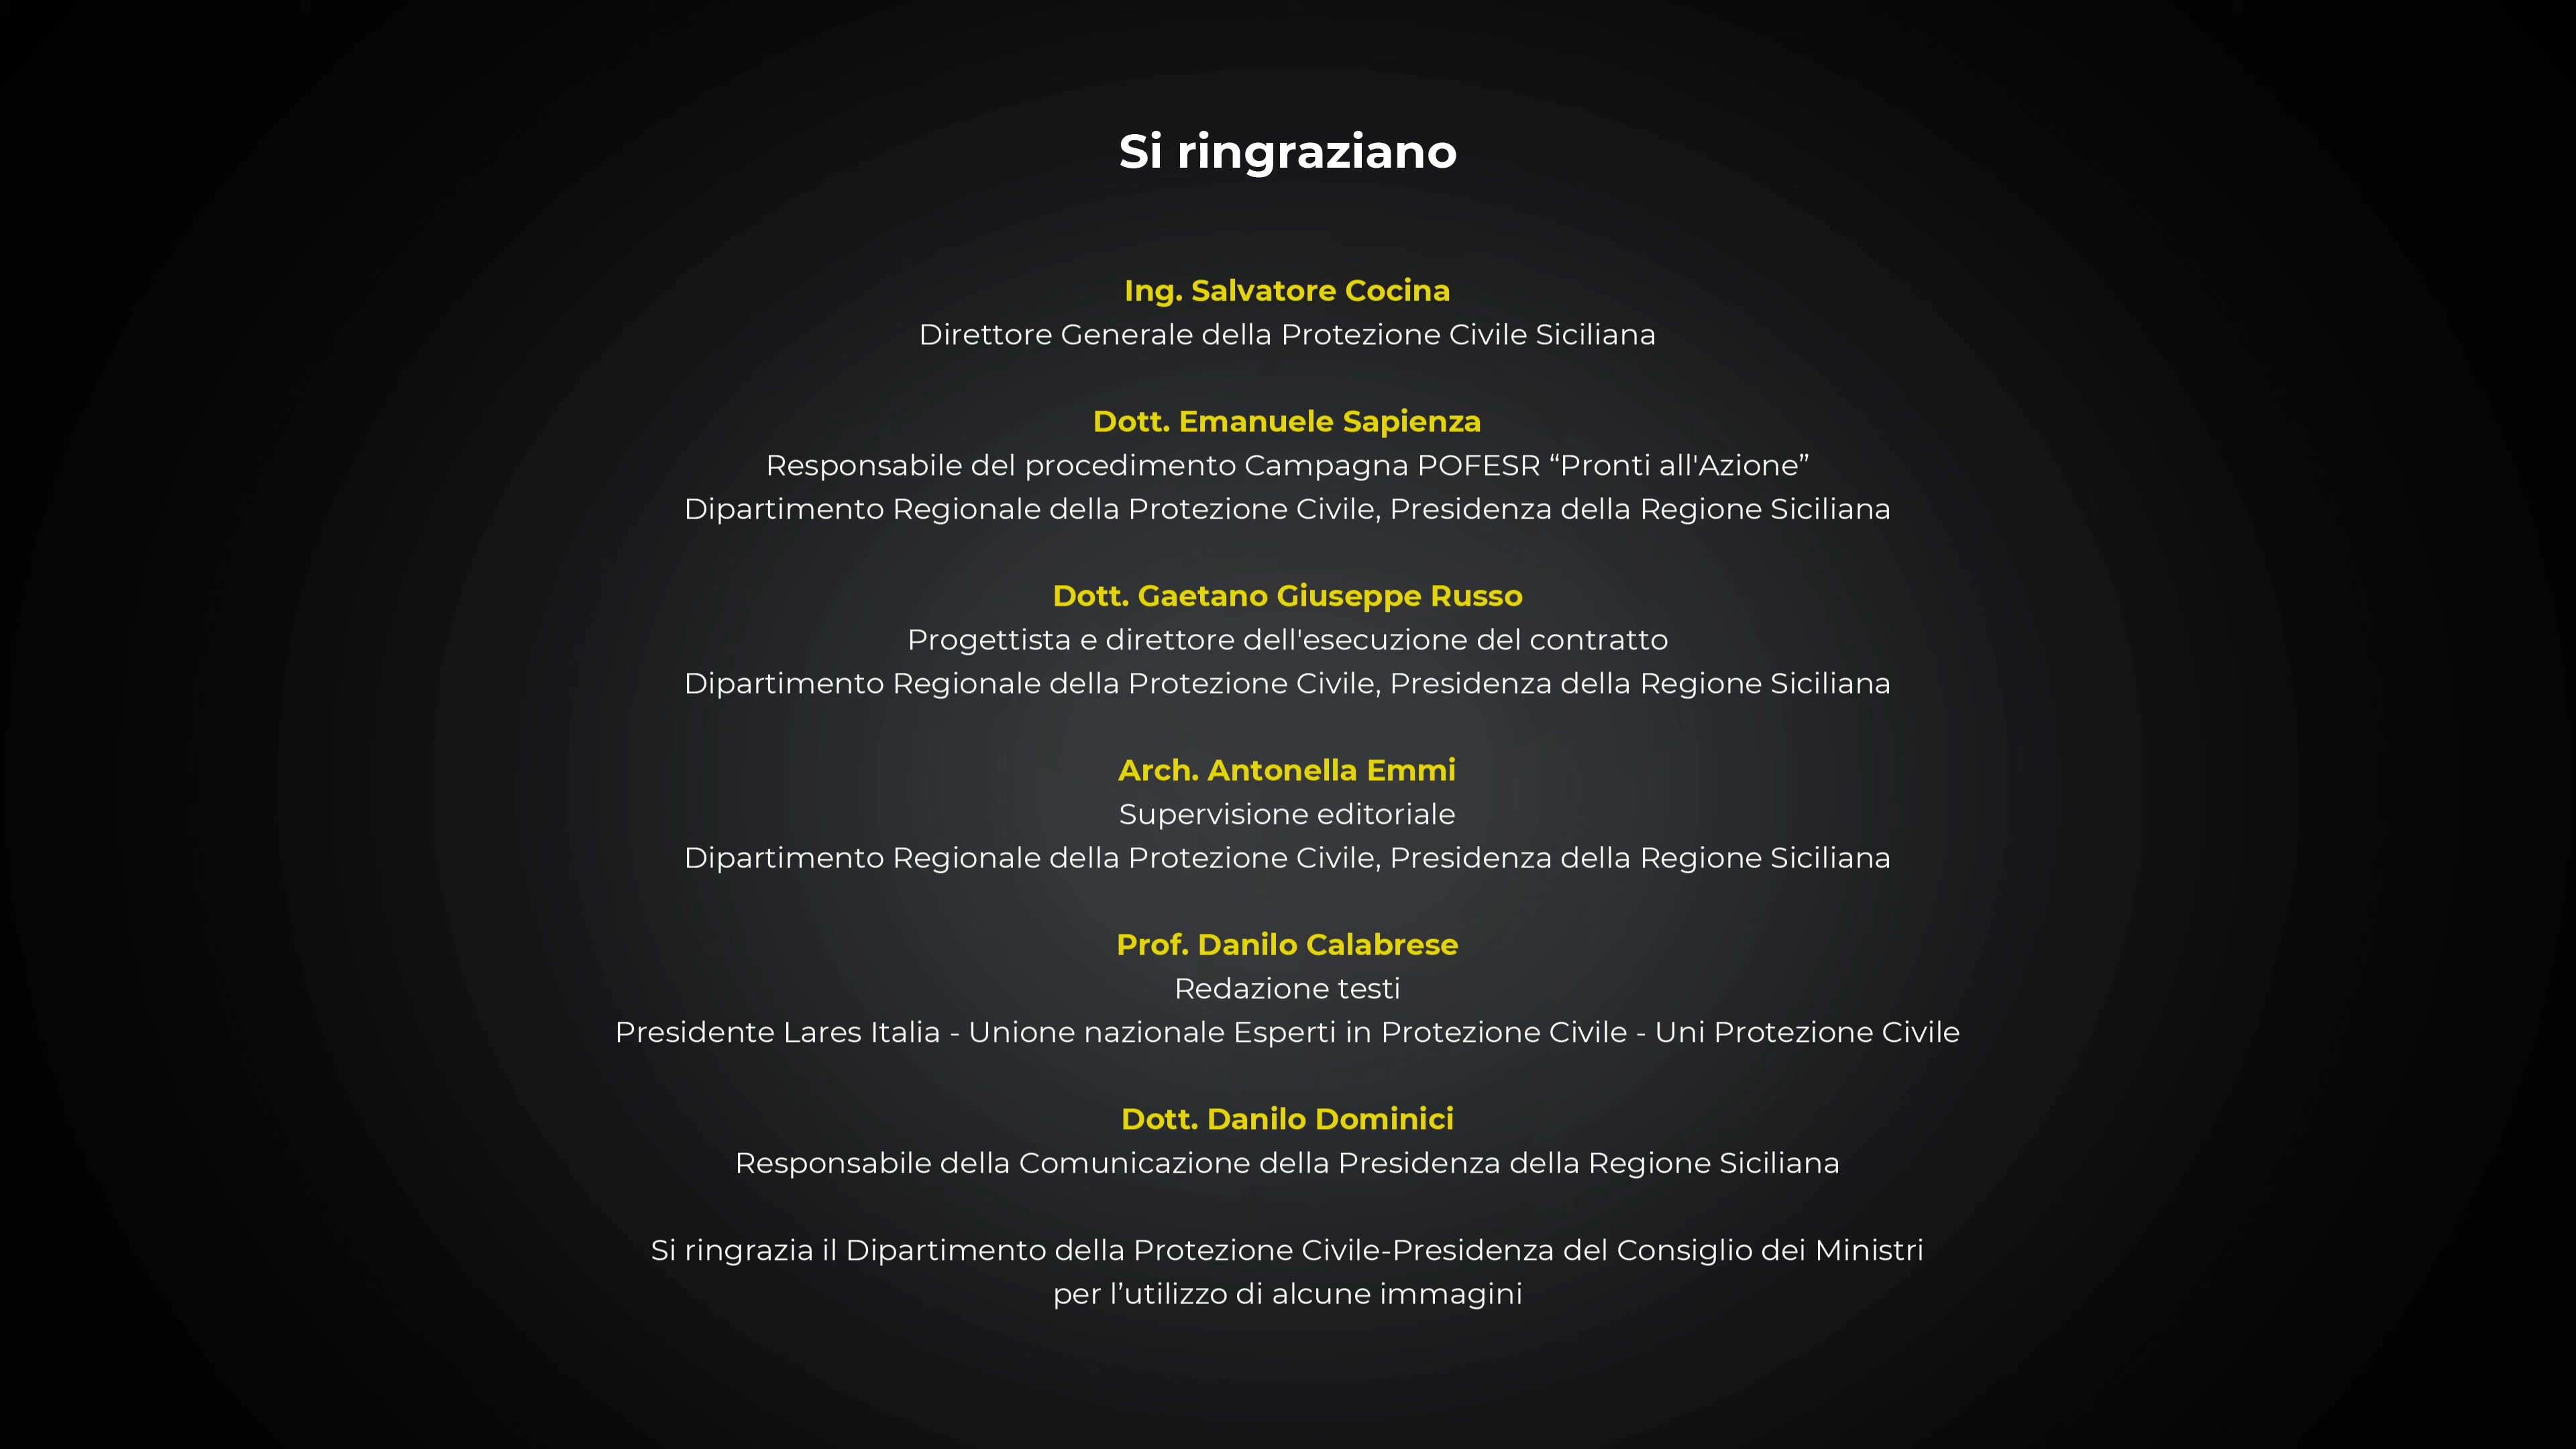 Si ringraziano
Ing. Salvatore Cocina
Direttore Generale della Protezione Civile Siciliana
Dott. Emanuele Sapienza
Responsabile del procedimento Campagna POFESR “Pronti all'Azione”
Dipartimento Regionale della Protezione Civile, Presidenza della Regione Siciliana
Dott. Gaetano Giuseppe Russo
Progettista e direttore dell'esecuzione del contratto
Dipartimento Regionale della Protezione Civile, Presidenza della Regione Siciliana
Arch. Antonella Emmi
Supervisione editoriale
Dipartimento Regionale della Protezione Civile, Presidenza della Regione Siciliana
Prof. Danilo Calabrese
Redazione testi
Presidente Lares Italia - Unione nazionale Esperti in Protezione Civile - Uni Protezione Civile
Dott. Danilo Dominici
Responsabile della Comunicazione della Presidenza della Regione Siciliana
Si ringrazia il Dipartimento della Protezione Civile-Presidenza del Consiglio dei Ministri
per l’utilizzo di alcune immagini